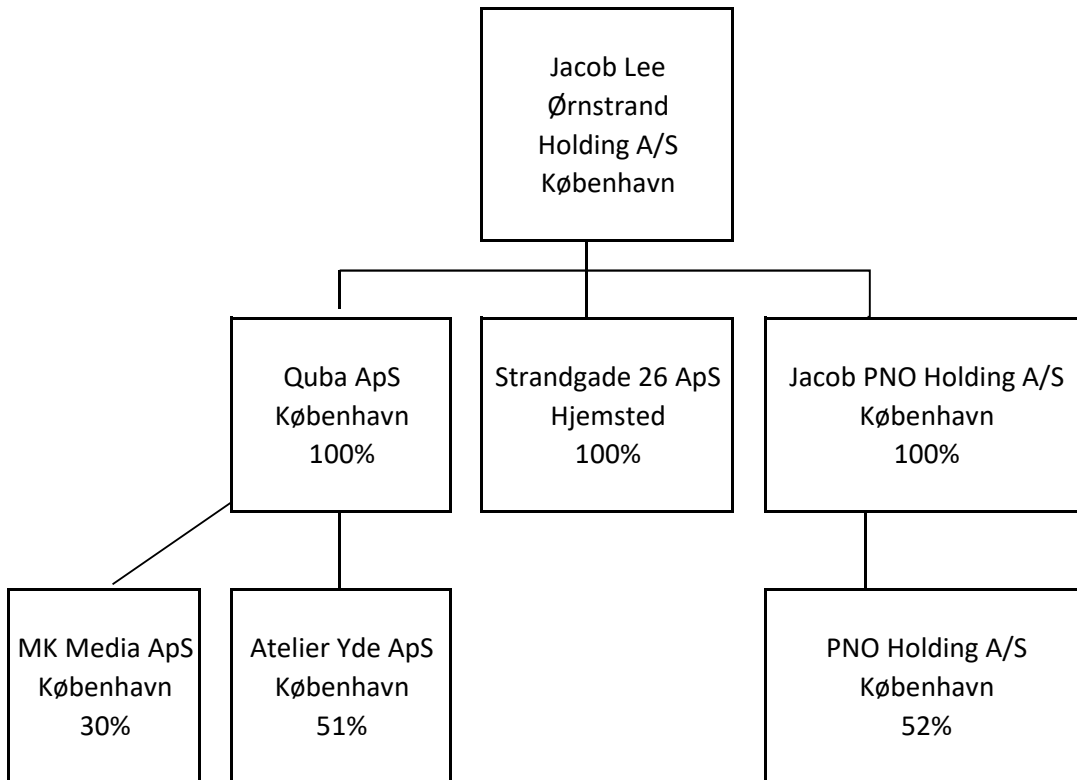 Jacob Lee
Ørnstrand
Holding A/S
København
Quba ApS
København
100%
Strandgade 26 ApS
Hjemsted
100%
Jacob PNO Holding A/S
København
100%
MK Media ApS
København
30%
Atelier Yde ApS
København
51%
PNO Holding A/S
København
52%